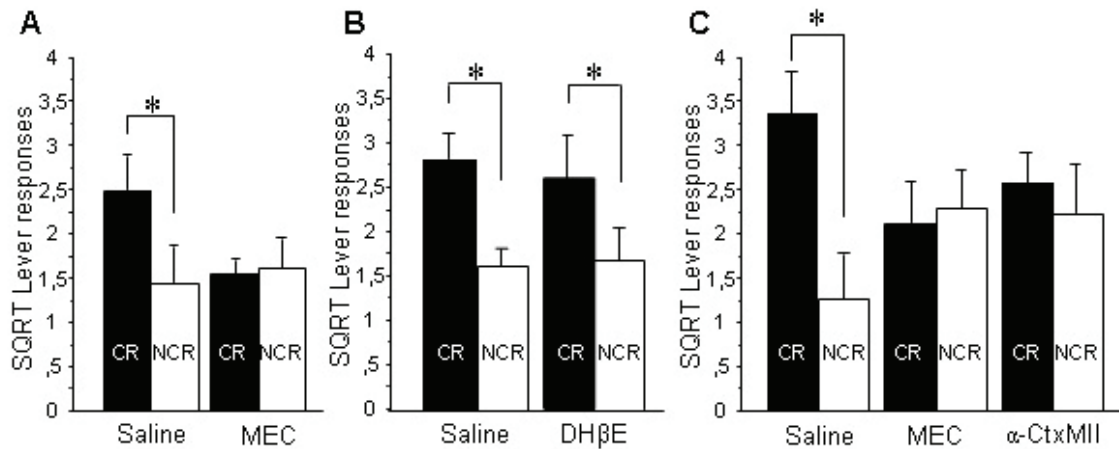 A
SQRT Lever responses
4
3,5
3
2,5
2
1,5
1
,5
0
*
CR
NCR
CR
NCR
Saline
MEC
B
SQRT Lever responses
4
3,5
3
2,5
2
1,5
1
,5
0
*
*
CR
NCR
CR
NCR
Saline
DHβE
C
SQRT Lever responses
4
3,5
3
2,5
2
1,5
1
,5
0
*
CR
NCR
CR
NCR
CR
NCR
Saline
MEC
α-CtxMII